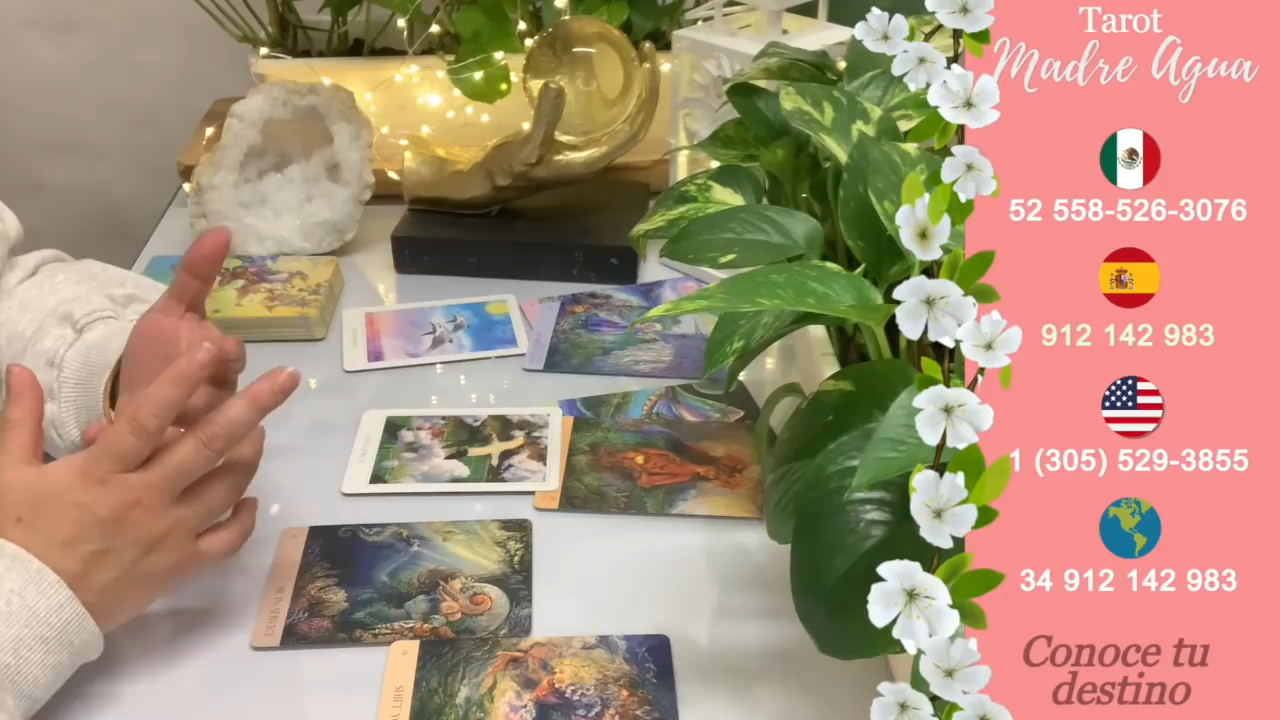 Tarot
Madre Agua
52 558-526-3076
912 142 983
1 (305) 529-3855
34 912 142 983
Conoce tu
destino